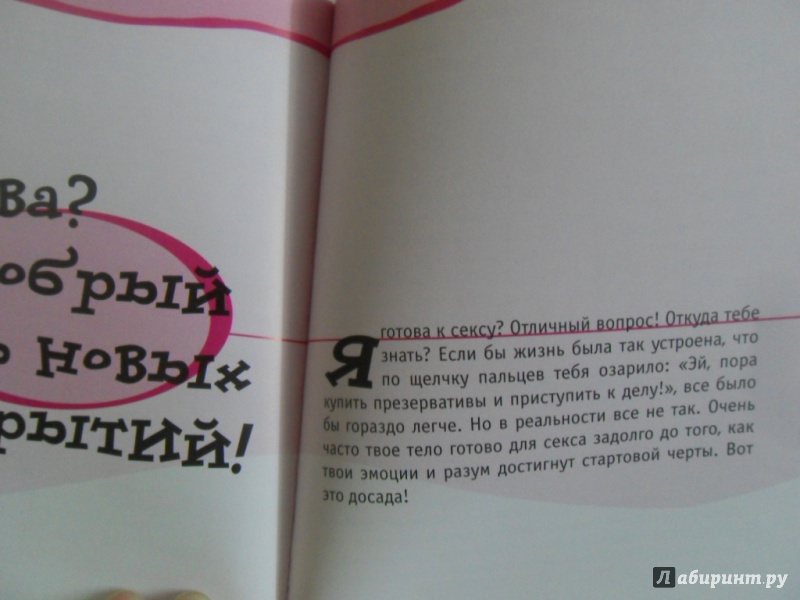 ва?
обрый
о новых
рытий!
Я готова к сексу? Отличный вопрос! Откуда тебе
знать? Если бы жизнь была так устроена, что
по щелчку пальцев тебя озарило: «Эй, пора
купить презервативы и приступить к делу!», все было
бы гораздо легче. Но в реальности все не так. Очень
часто твое тело готово для секса задолго до того, как
твои эмоции и разум достигнут стартовой черты. Вот
это досада!
Лабиринт.ру